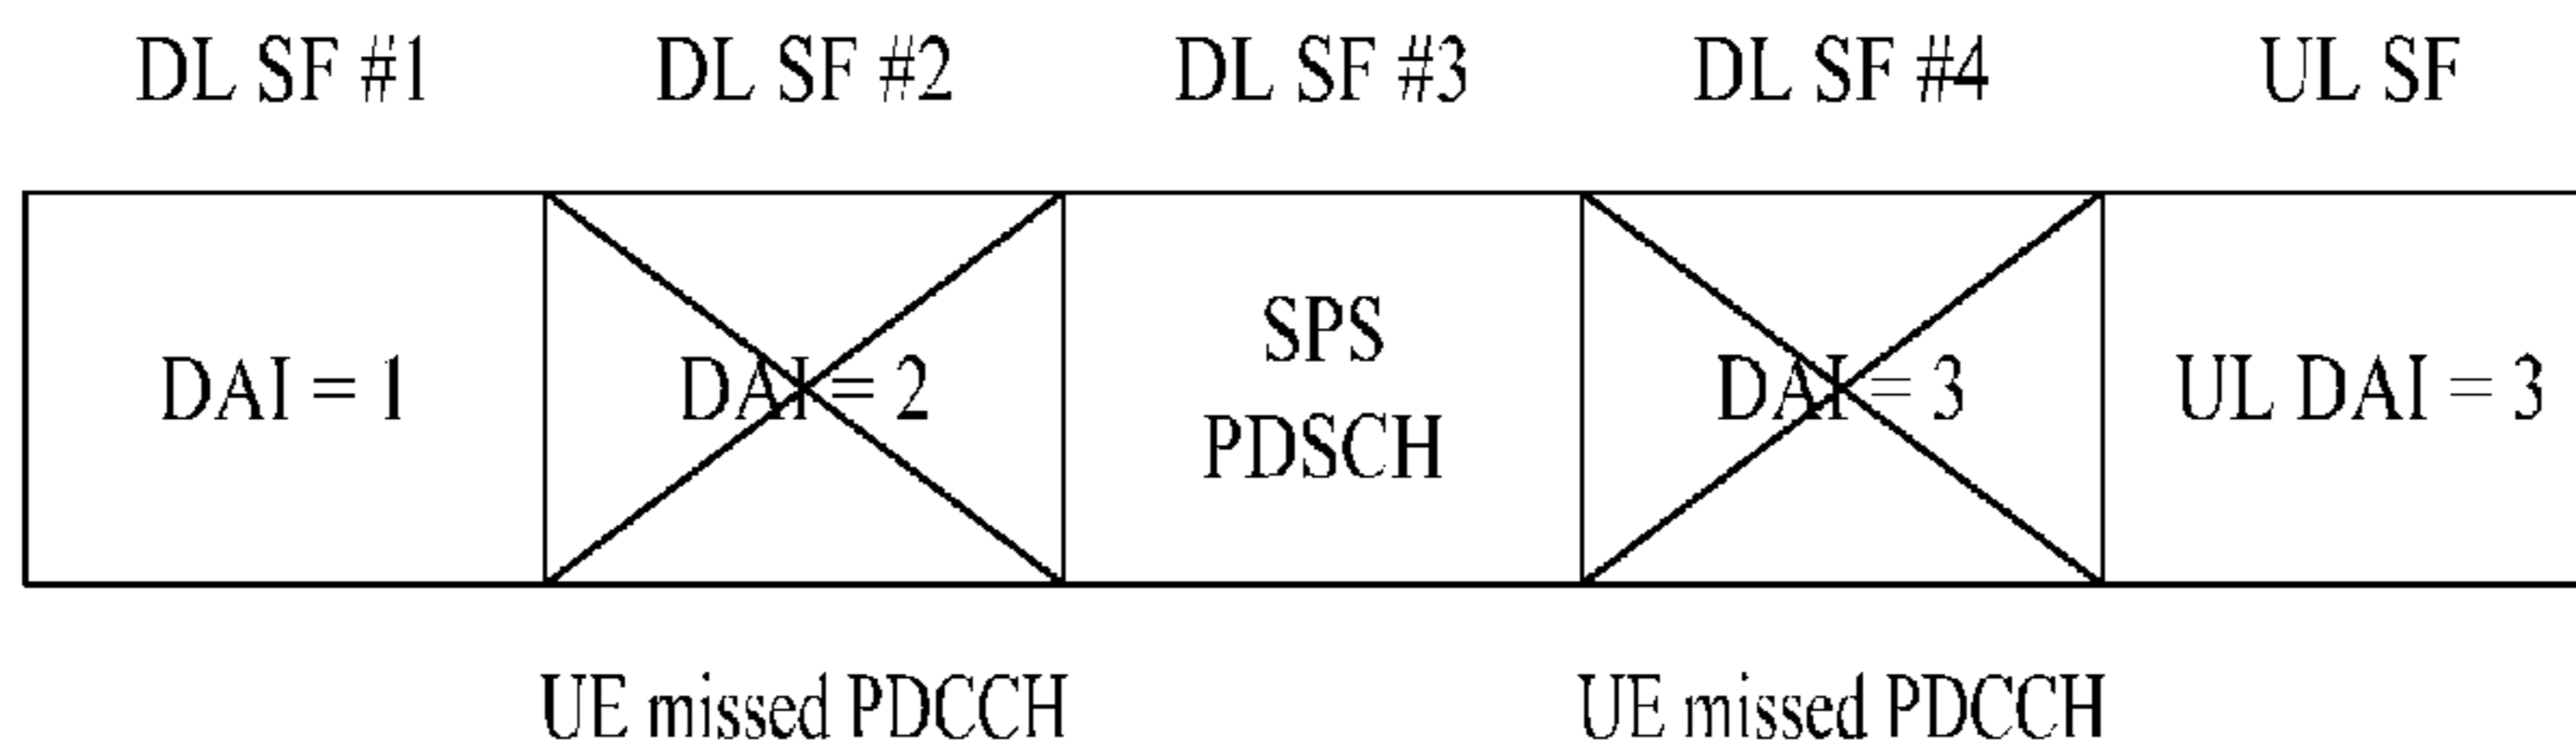 DL SF #1 DL SF #2 DL SF #3 DL SF #4 UL SF
DAI = 1
DAI = 2
SPS
PDSCH
DAI = 3
UL DAI = 3
UE missed PDCCH UE missed PDCCH